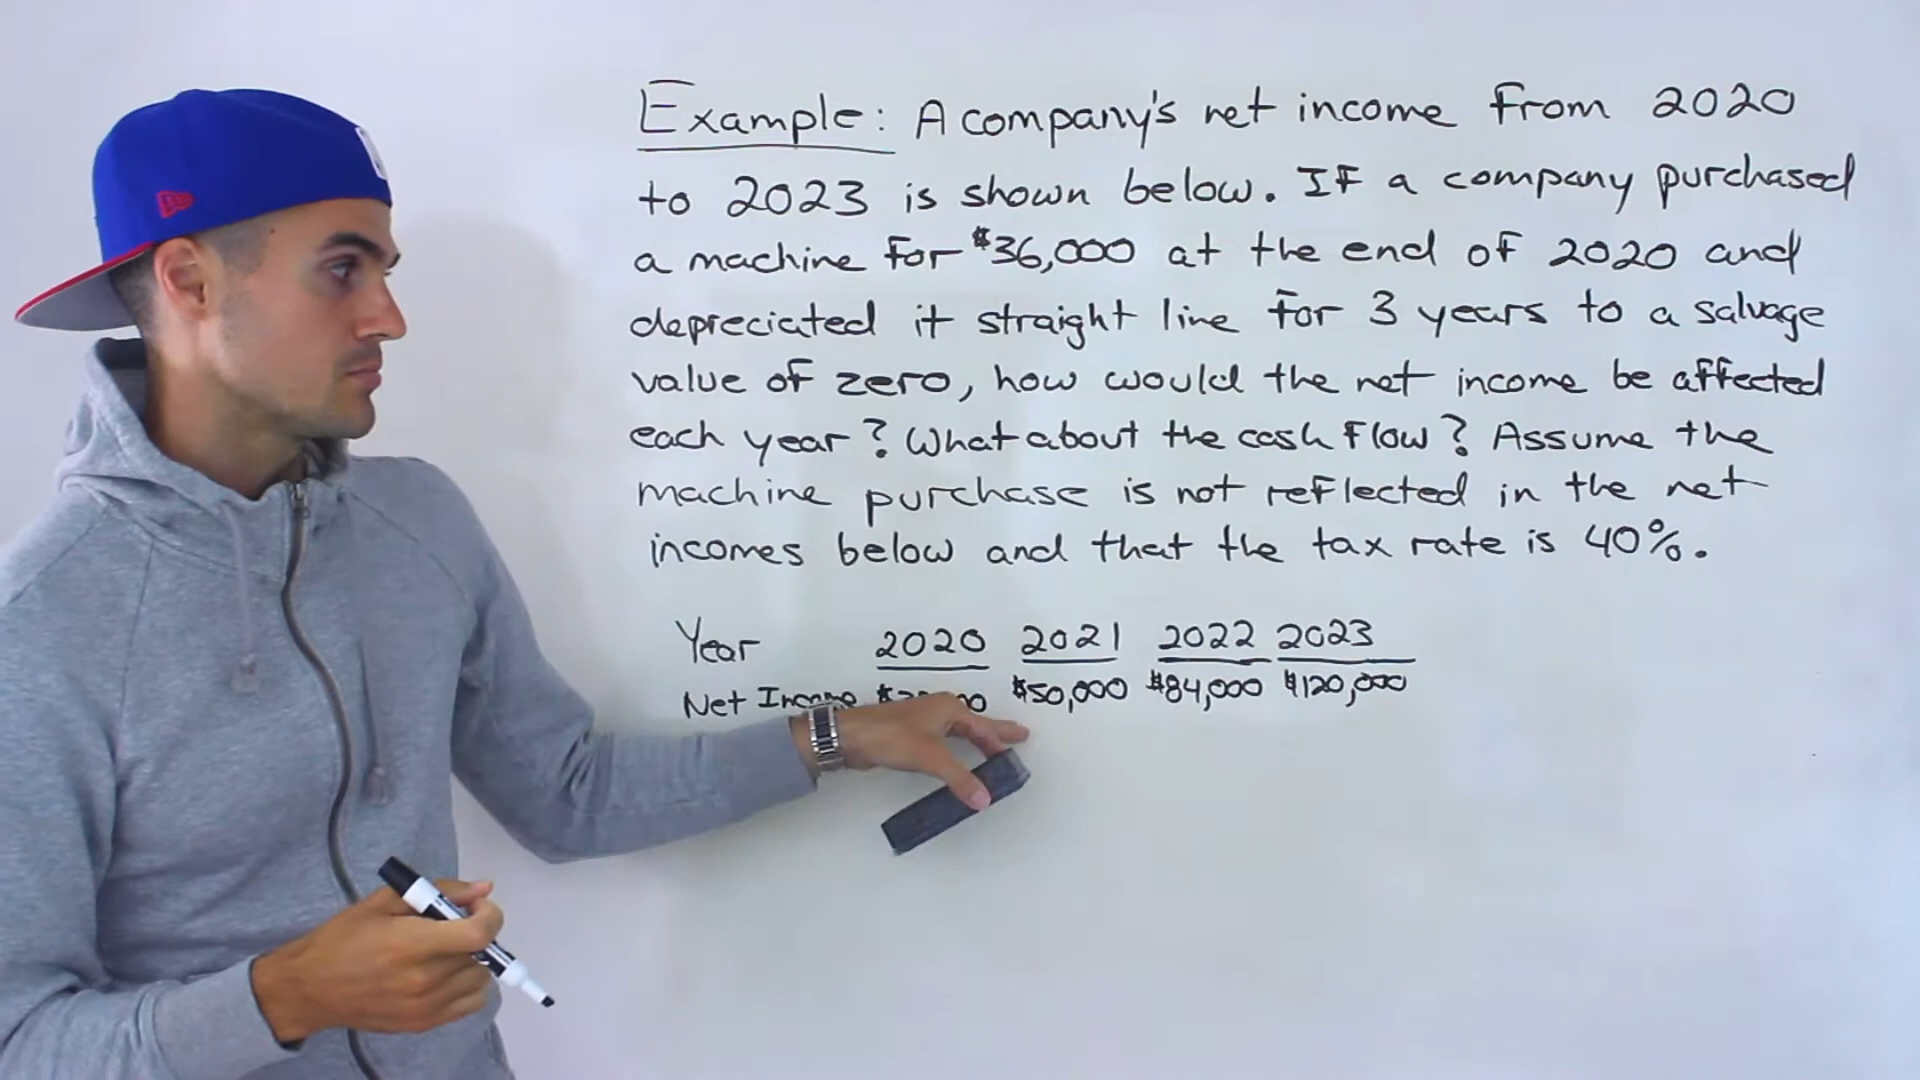 Example: A company's net income from 2020
to 2023 is shown below. If a company purchased
a machine for $36,000 at the end of 2020 and
depreciated it straight line for 3 years to a salvage
value of zero, how would the net income be affected
each year? What about the cash flow? Assume the
machine purchase is not reflected in the net
incomes below and that the tax rate is 40%.
Year 2020 2021 2022 2023
Net Income $50,000 $84,000 $120,000